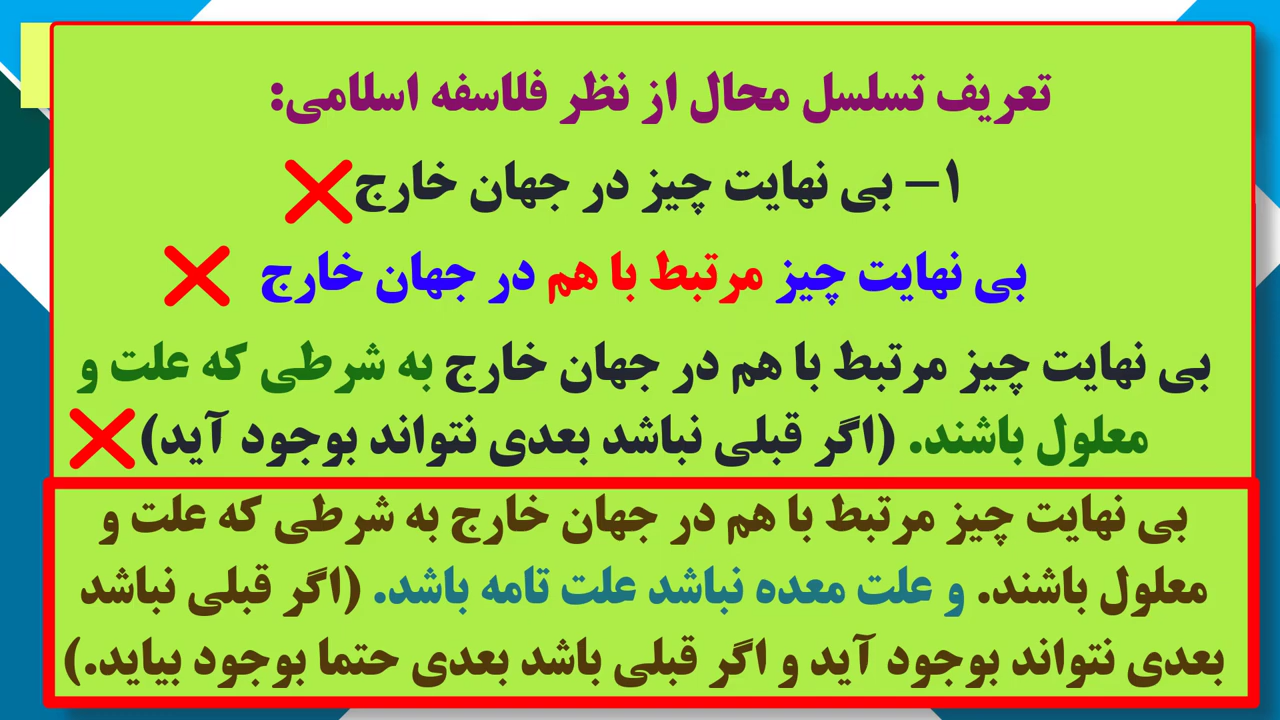 تعریف تسلسل محال از نظر فلاسفه اسلامی:
۱- بی نهایت چیز در جهان خارج
بی نهایت چیز مرتبط با هم در جهان خارج
بی نهایت چیز مرتبط با هم در جهان خارج به شرطی که علت و
معلول باشند. (اگر قبلی نباشد بعدی نتواند بوجود آید)
بی نهایت چیز مرتبط با هم در جهان خارج به شرطی که علت و
معلول باشند. و علت معده نباشد علت تامه باشد. (اگر قبلی نباشد
بعدی نتواند بوجود آید و اگر قبلی باشد بعدی حتما بوجود بیاید.)